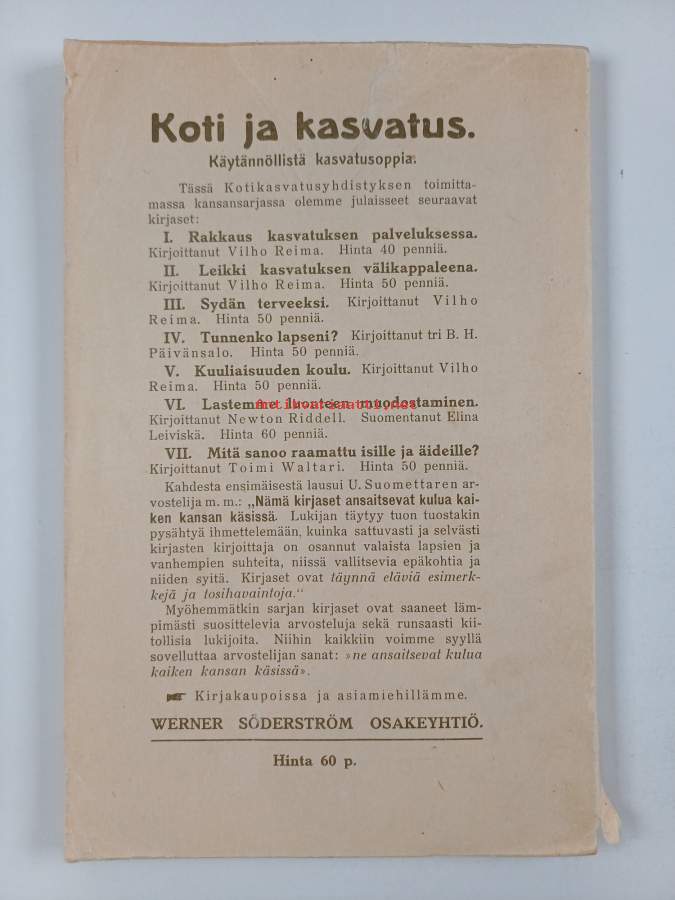 Koti ja kasvatus.
Käytännöllistä kasvatusoppia.
Tässä Kotikasvatusyhdistyksen toimitta-
massa kansansarjassa olemme julaisseet seuraavat
kirjaset:
I. Rakkaus kasvatuksen palveluksessa.
Kirjoittanut Vilho Reima. Hinta 40 penniä.
II. Leikki kasvatuksen välikappaleena.
Kirjoittanut Vilho Reima. Hinta 50 penniä.
III. Sydän terveeksi. Kirjoittanut Vilho
Reima. Hinta 50 penniä.
IV. Tunnenko lapseni? Kirjoittanut tri B. H.
Päivänsalo. Hinta 50 penniä.
V. Kuuliaisuuden koulu. Kirjoittanut Vilho
Reima. Hinta 50 penniä.
VI. Lastemme luonteen muodostaminen.
Antikvariaatti.net
Kirjoittanut Newton Riddell. Suomentanut Elina
Leiviskä. Hinta 60 penniä.
VII. Mitä sanoo raamattu isille ja äideille?
Kirjoittanut Toimi Waltari. Hinta 50 penniä.
Kahdesta ensimäisestä lausui U. Suomettaren ar-
vostelija m. m.: „Nämä kirjaset ansaitsevat kulua kai-
ken kansan käsissä. Lukijan täytyy tuon tuostakin
pysähtyä ihmettelemään, kuinka sattuvasti ja selvästi
kirjasten kirjoittaja on osannut valaista lapsien ja
vanhempien suhteita, niissä vallitsevia epäkohtia ja
niiden syitä. Kirjaset ovat täynnä eläviä esimerk-
kejä ja tosihavaintoja.“
Myöhemmätkin sarjan kirjaset ovat saaneet läm-
pimästi suosittelevia arvosteluja sekä runsaasti kii-
tollisia lukijoita. Niihin kaikkiin voimme syyllä
sovelluttaa arvostelijan sanat: »ne ansaitsevat kulua
kaiken kansan käsissä».
Kirjakaupoissa ja asiamiehillämme.
WERNER SÖDERSTRÖM OSAKEYHTIÖ.
Hinta 60 p.